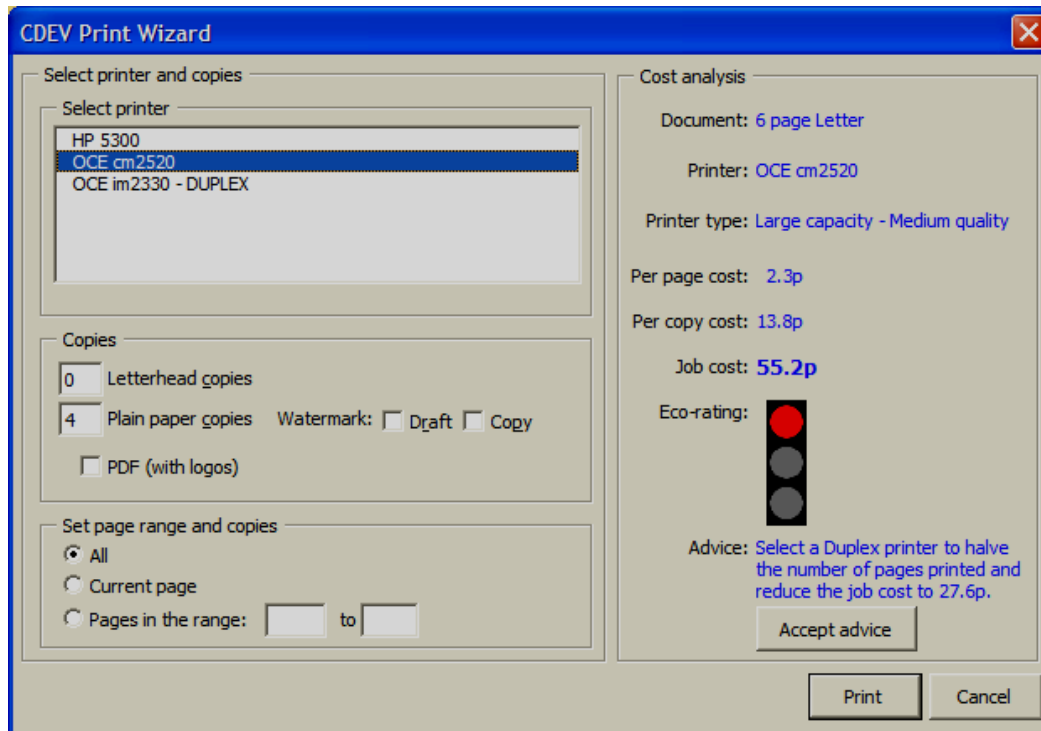 CDEV Print Wizard
Select printer and copies
Select printer
HP 5300
OCE cm2520
OCE im2330 - DUPLEX
Copies
0 Letterhead copies
4 Plain paper copies Watermark: Draft Copy
PDF (with logos)
Set page range and copies
All
Current page
Pages in the range: to
Cost analysis
Document: 6 page Letter
Printer: OCE cm2520
Printer type: Large capacity - Medium quality
Per page cost: 2.3p
Per copy cost: 13.8p
Job cost: 55.2p
Eco-rating:
Advice: Select a Duplex printer to halve
the number of pages printed and
reduce the job cost to 27.6p.
Accept advice
Print Cancel